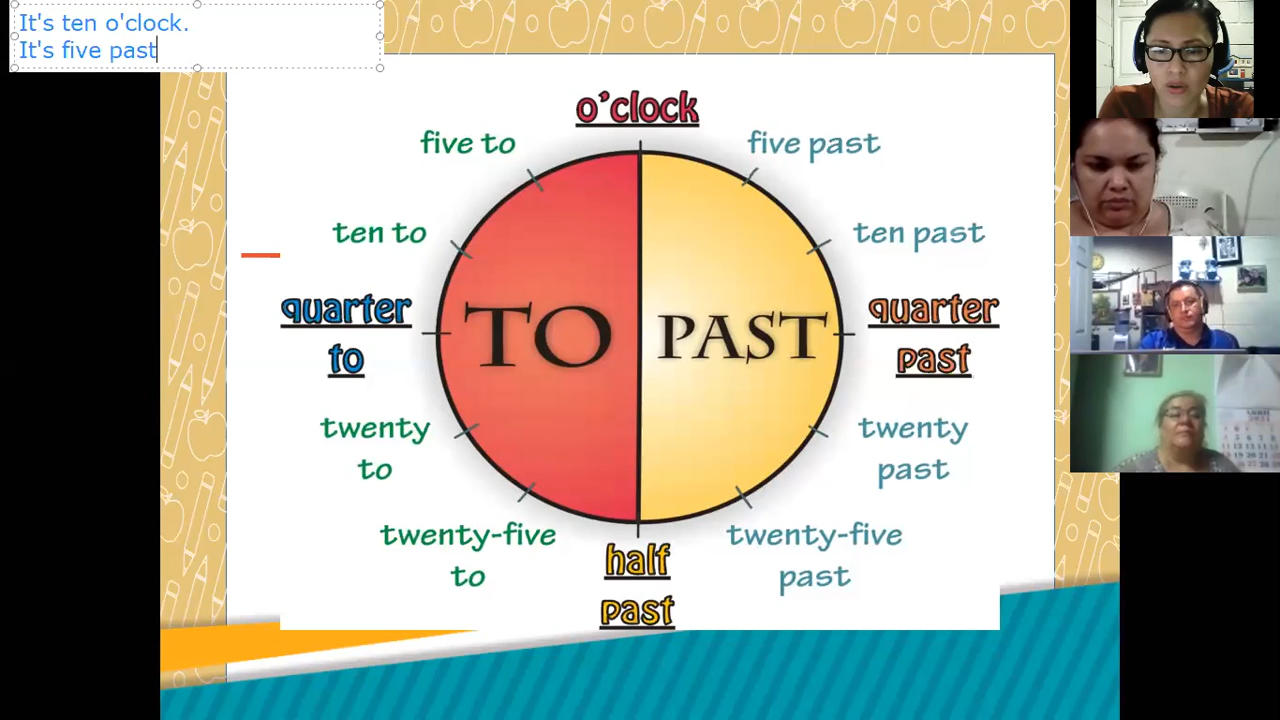 It's ten o'clock.
It's five past
o'clock
five to
five past
ten to
ten past
quarter
to
TO
PAST
quarter
past
twenty
to
twenty
past
twenty-five
to
half
past
twenty-five
past